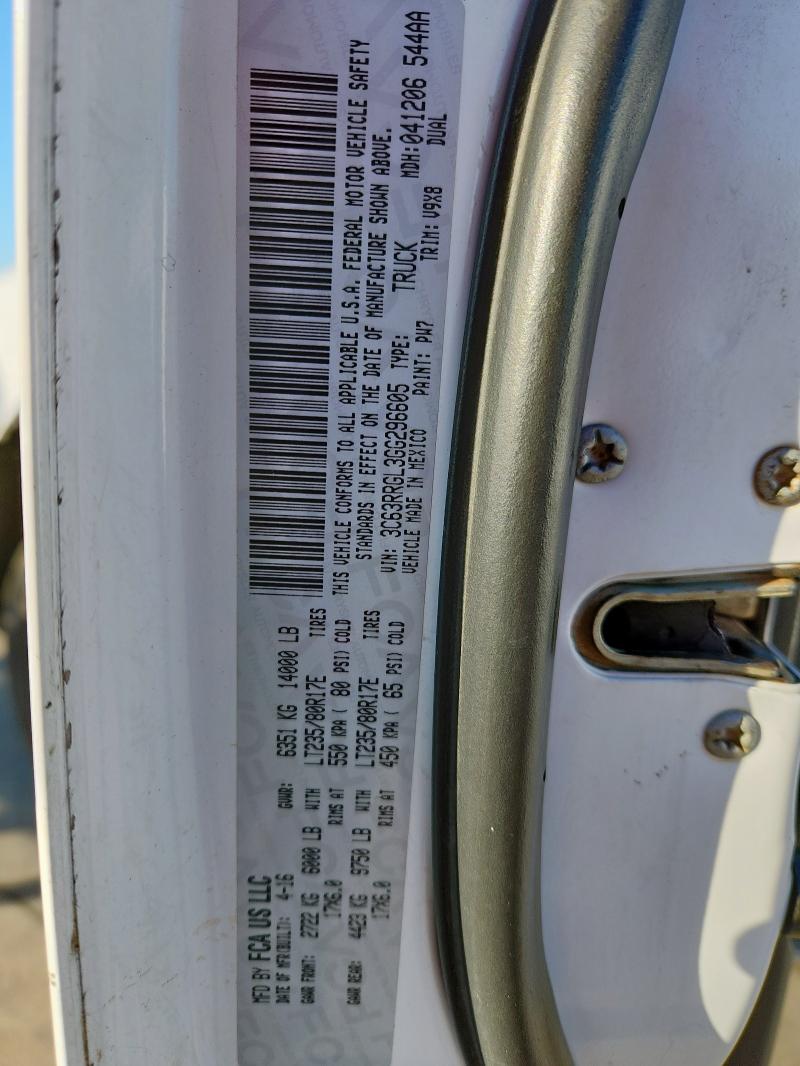 MFD BY FCA US LLC
DATE OF MFR(BUILT): 4-16 GVWR: 6351 KG 14000 LB
GAWR FRONT: 2722 KG 6000 LB WITH LT235/80R17E TIRES
17X6.0 RIMS AT 550 KPA ( 80 PSI) COLD
GAWR REAR: 4423 KG 9750 LB WITH LT235/80R17E TIRES
17X6.0 RIMS AT 450 KPA ( 65 PSI) COLD
THIS VEHICLE CONFORMS TO ALL APPLICABLE U.S.A. FEDERAL MOTOR VEHICLE SAFETY
STANDARDS IN EFFECT ON THE DATE OF MANUFACTURE SHOWN ABOVE.
VIN: 3C63RRGL3GG296605 TYPE: TRUCK MDH:041206 544AA
VEHICLE MADE IN MEXICO PAINT: PW7 TRIM: V9X8 DUAL